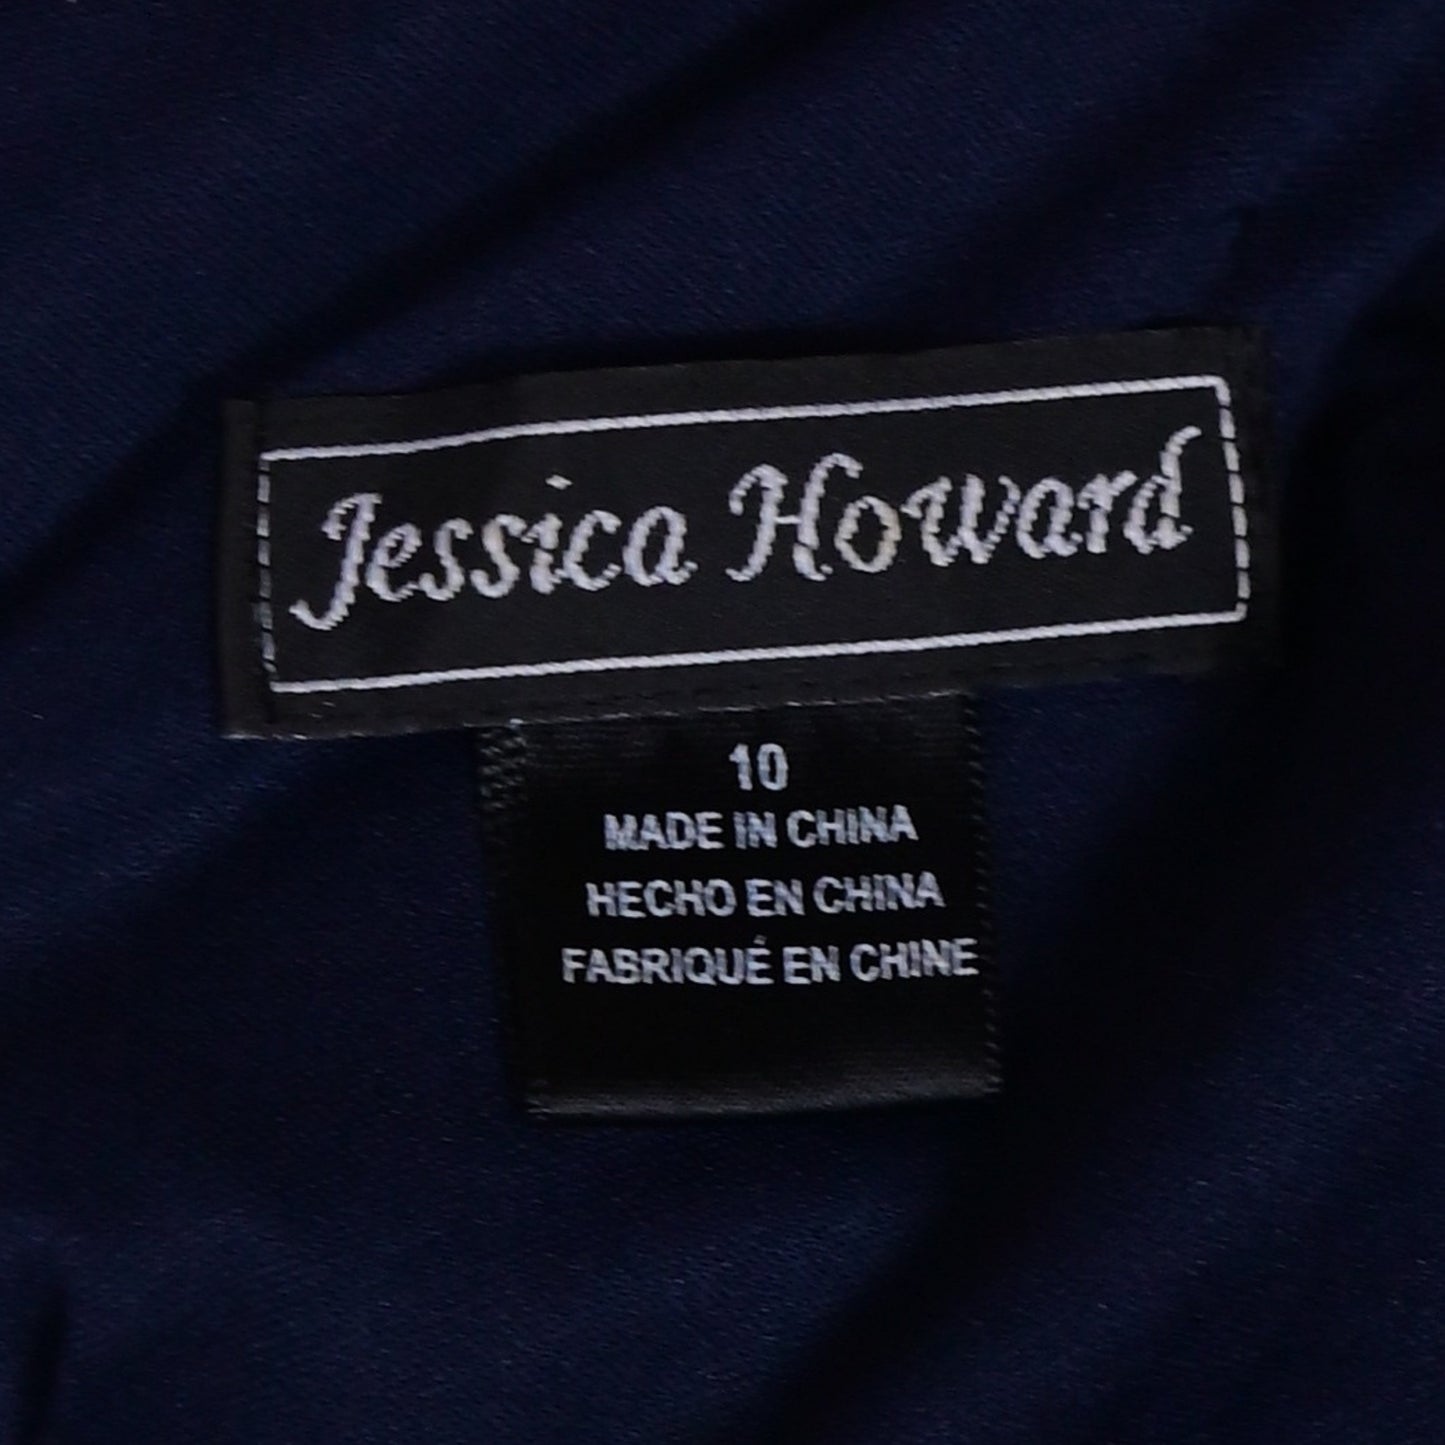 Jessica Howard
10
MADE IN CHINA
HECHO EN CHINA
FABRIQUÉ EN CHINE